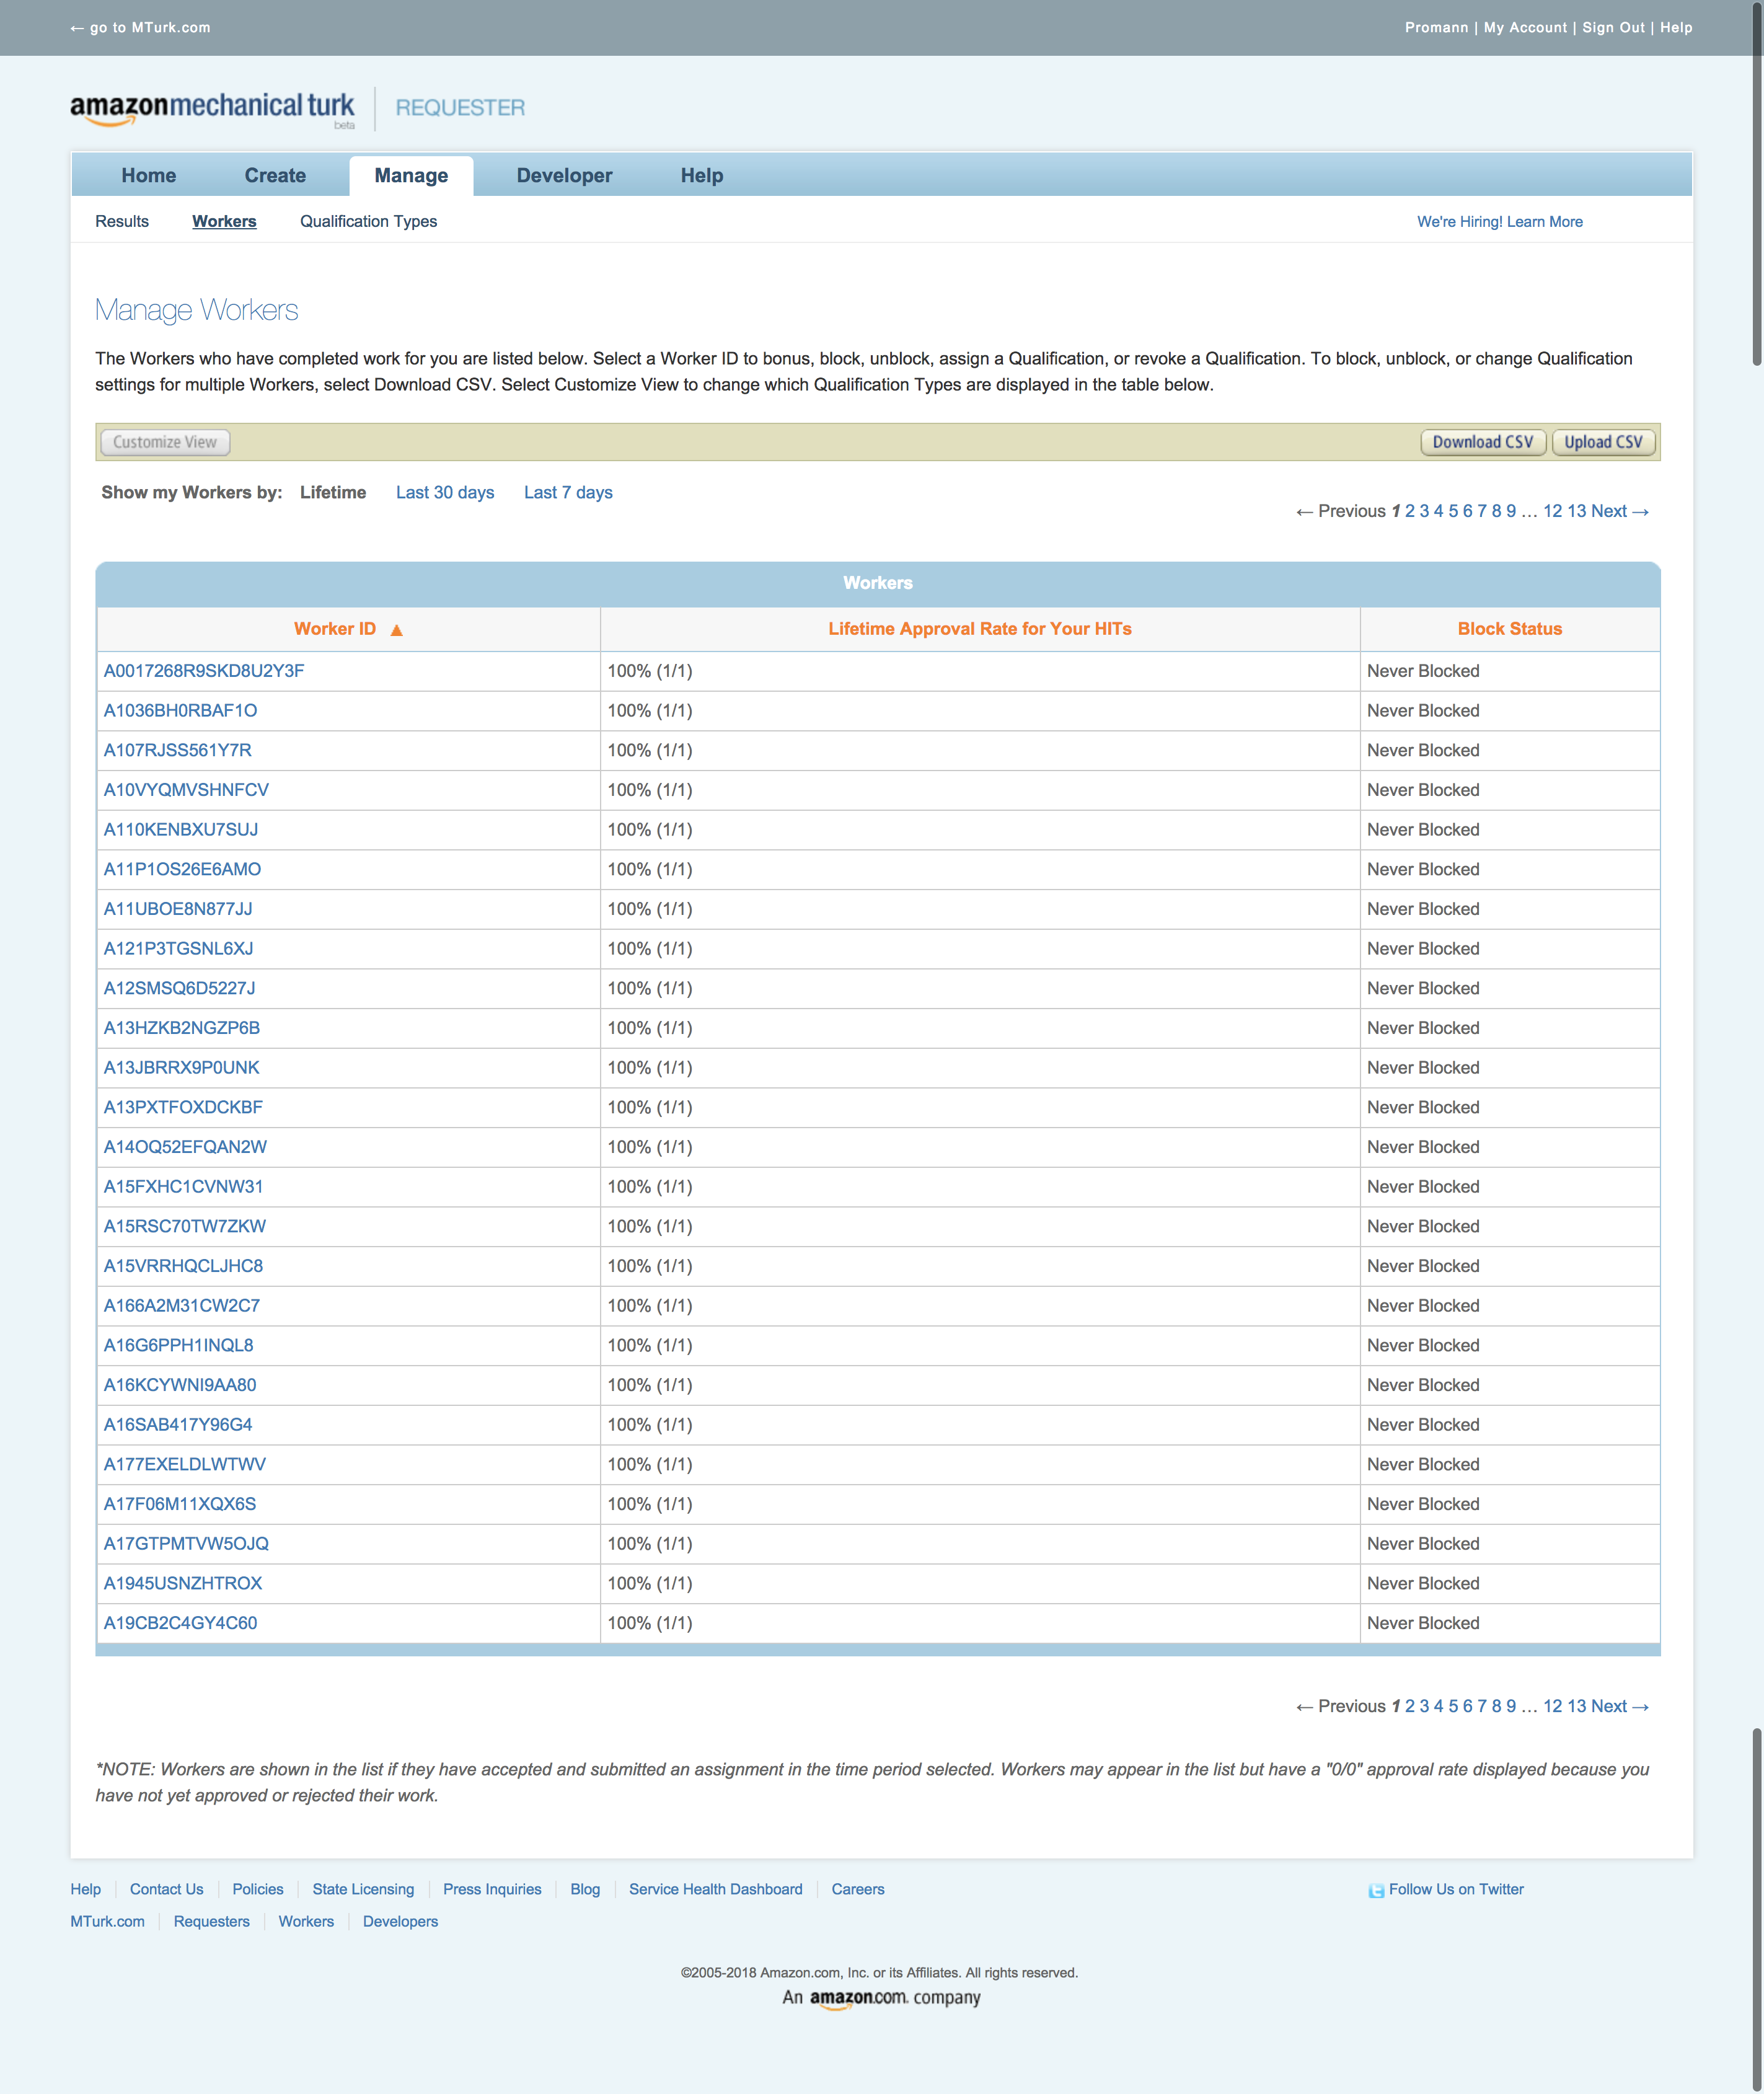 ← go to MTurk.com
Promann | My Account | Sign Out | Help
amazonmechanical turk
beta
REQUESTER
Home Create Manage Developer Help
Results Workers Qualification Types We're Hiring! Learn More
Manage Workers
The Workers who have completed work for you are listed below. Select a Worker ID to bonus, block, unblock, assign a Qualification, or revoke a Qualification. To block, unblock, or change Qualification
settings for multiple Workers, select Download CSV. Select Customize View to change which Qualification Types are displayed in the table below.
Customize View Download CSV Upload CSV
Show my Workers by: Lifetime Last 30 days Last 7 days
← Previous 1 2 3 4 5 6 7 8 9 … 12 13 Next →
Workers
Worker ID ▲ Lifetime Approval Rate for Your HITs Block Status
A0017268R9SKD8U2Y3F 100% (1/1) Never Blocked
A1036BH0RBAF1O 100% (1/1) Never Blocked
A107RJSS561Y7R 100% (1/1) Never Blocked
A10VYQMVSHNFCV 100% (1/1) Never Blocked
A110KENBXU7SUJ 100% (1/1) Never Blocked
A11P1OS26E6AMO 100% (1/1) Never Blocked
A11UBOE8N877JJ 100% (1/1) Never Blocked
A121P3TGSNL6XJ 100% (1/1) Never Blocked
A12SMSQ6D5227J 100% (1/1) Never Blocked
A13HZKB2NGZP6B 100% (1/1) Never Blocked
A13JBRRX9P0UNK 100% (1/1) Never Blocked
A13PXTFOXDCKBF 100% (1/1) Never Blocked
A14OQ52EFQAN2W 100% (1/1) Never Blocked
A15FXHC1CVNW31 100% (1/1) Never Blocked
A15RSC70TW7ZKW 100% (1/1) Never Blocked
A15VRRHQCLJHC8 100% (1/1) Never Blocked
A166A2M31CW2C7 100% (1/1) Never Blocked
A16G6PPH1INQL8 100% (1/1) Never Blocked
A16KCYWNI9AA80 100% (1/1) Never Blocked
A16SAB417Y96G4 100% (1/1) Never Blocked
A177EXELDLWTWV 100% (1/1) Never Blocked
A17F06M11XQX6S 100% (1/1) Never Blocked
A17GTPMTVW5OJQ 100% (1/1) Never Blocked
A1945USNZHTROX 100% (1/1) Never Blocked
A19CB2C4GY4C60 100% (1/1) Never Blocked
← Previous 1 2 3 4 5 6 7 8 9 … 12 13 Next →
*NOTE: Workers are shown in the list if they have accepted and submitted an assignment in the time period selected. Workers may appear in the list but have a "0/0" approval rate displayed because you
have not yet approved or rejected their work.
Help Contact Us Policies State Licensing Press Inquiries Blog Service Health Dashboard Careers Follow Us on Twitter
MTurk.com Requesters Workers Developers
©2005-2018 Amazon.com, Inc. or its Affiliates. All rights reserved.
An amazon.com. company